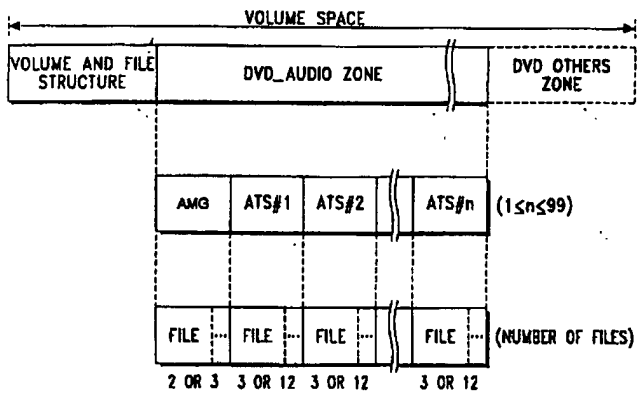 VOLUME SPACE
VOLUME AND FILE STRUCTURE
DVD_AUDIO ZONE
DVD OTHERS ZONE
AMG ATS#1 ATS#2 ATS#n (1≤n≤99)
FILE ... FILE ... FILE ... FILE ... (NUMBER OF FILES)
2 OR 3 3 OR 12 3 OR 12 3 OR 12